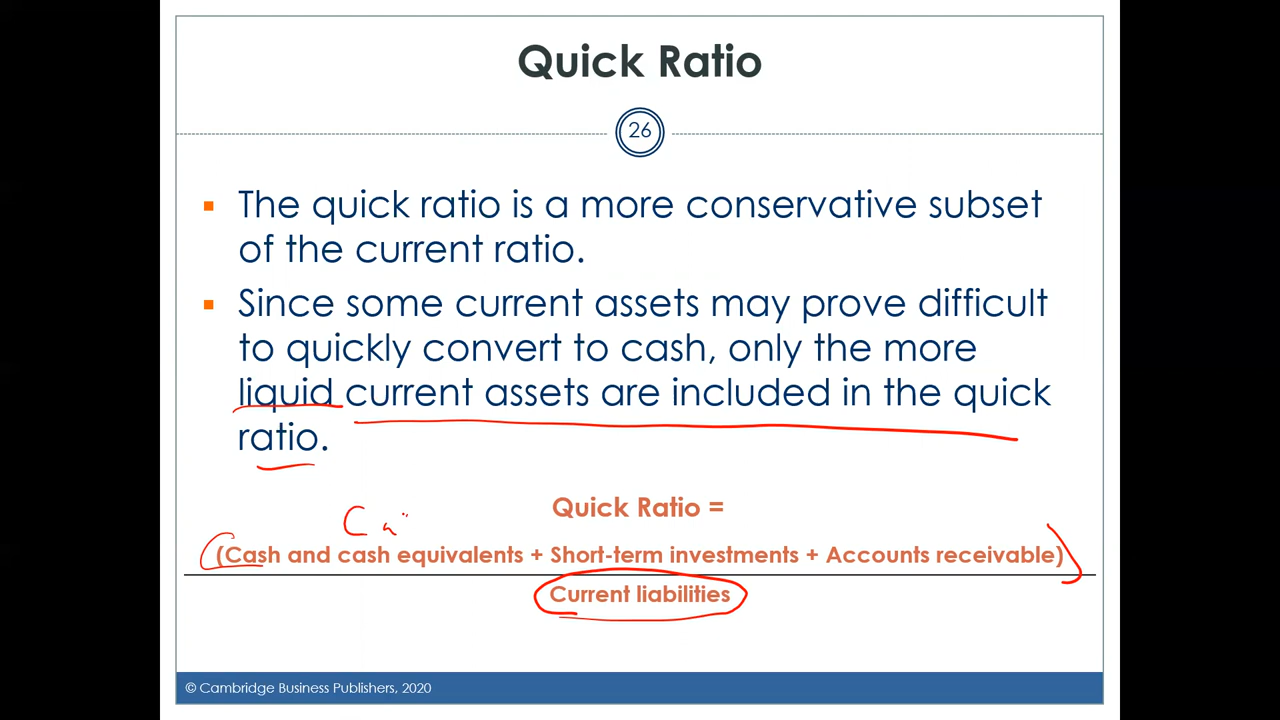 Quick Ratio
26
▪ The quick ratio is a more conservative subset
of the current ratio.
▪ Since some current assets may prove difficult
to quickly convert to cash, only the more
liquid current assets are included in the quick
ratio.
Quick Ratio =
(Cash and cash equivalents + Short-term investments + Accounts receivable)
Current liabilities
© Cambridge Business Publishers, 2020